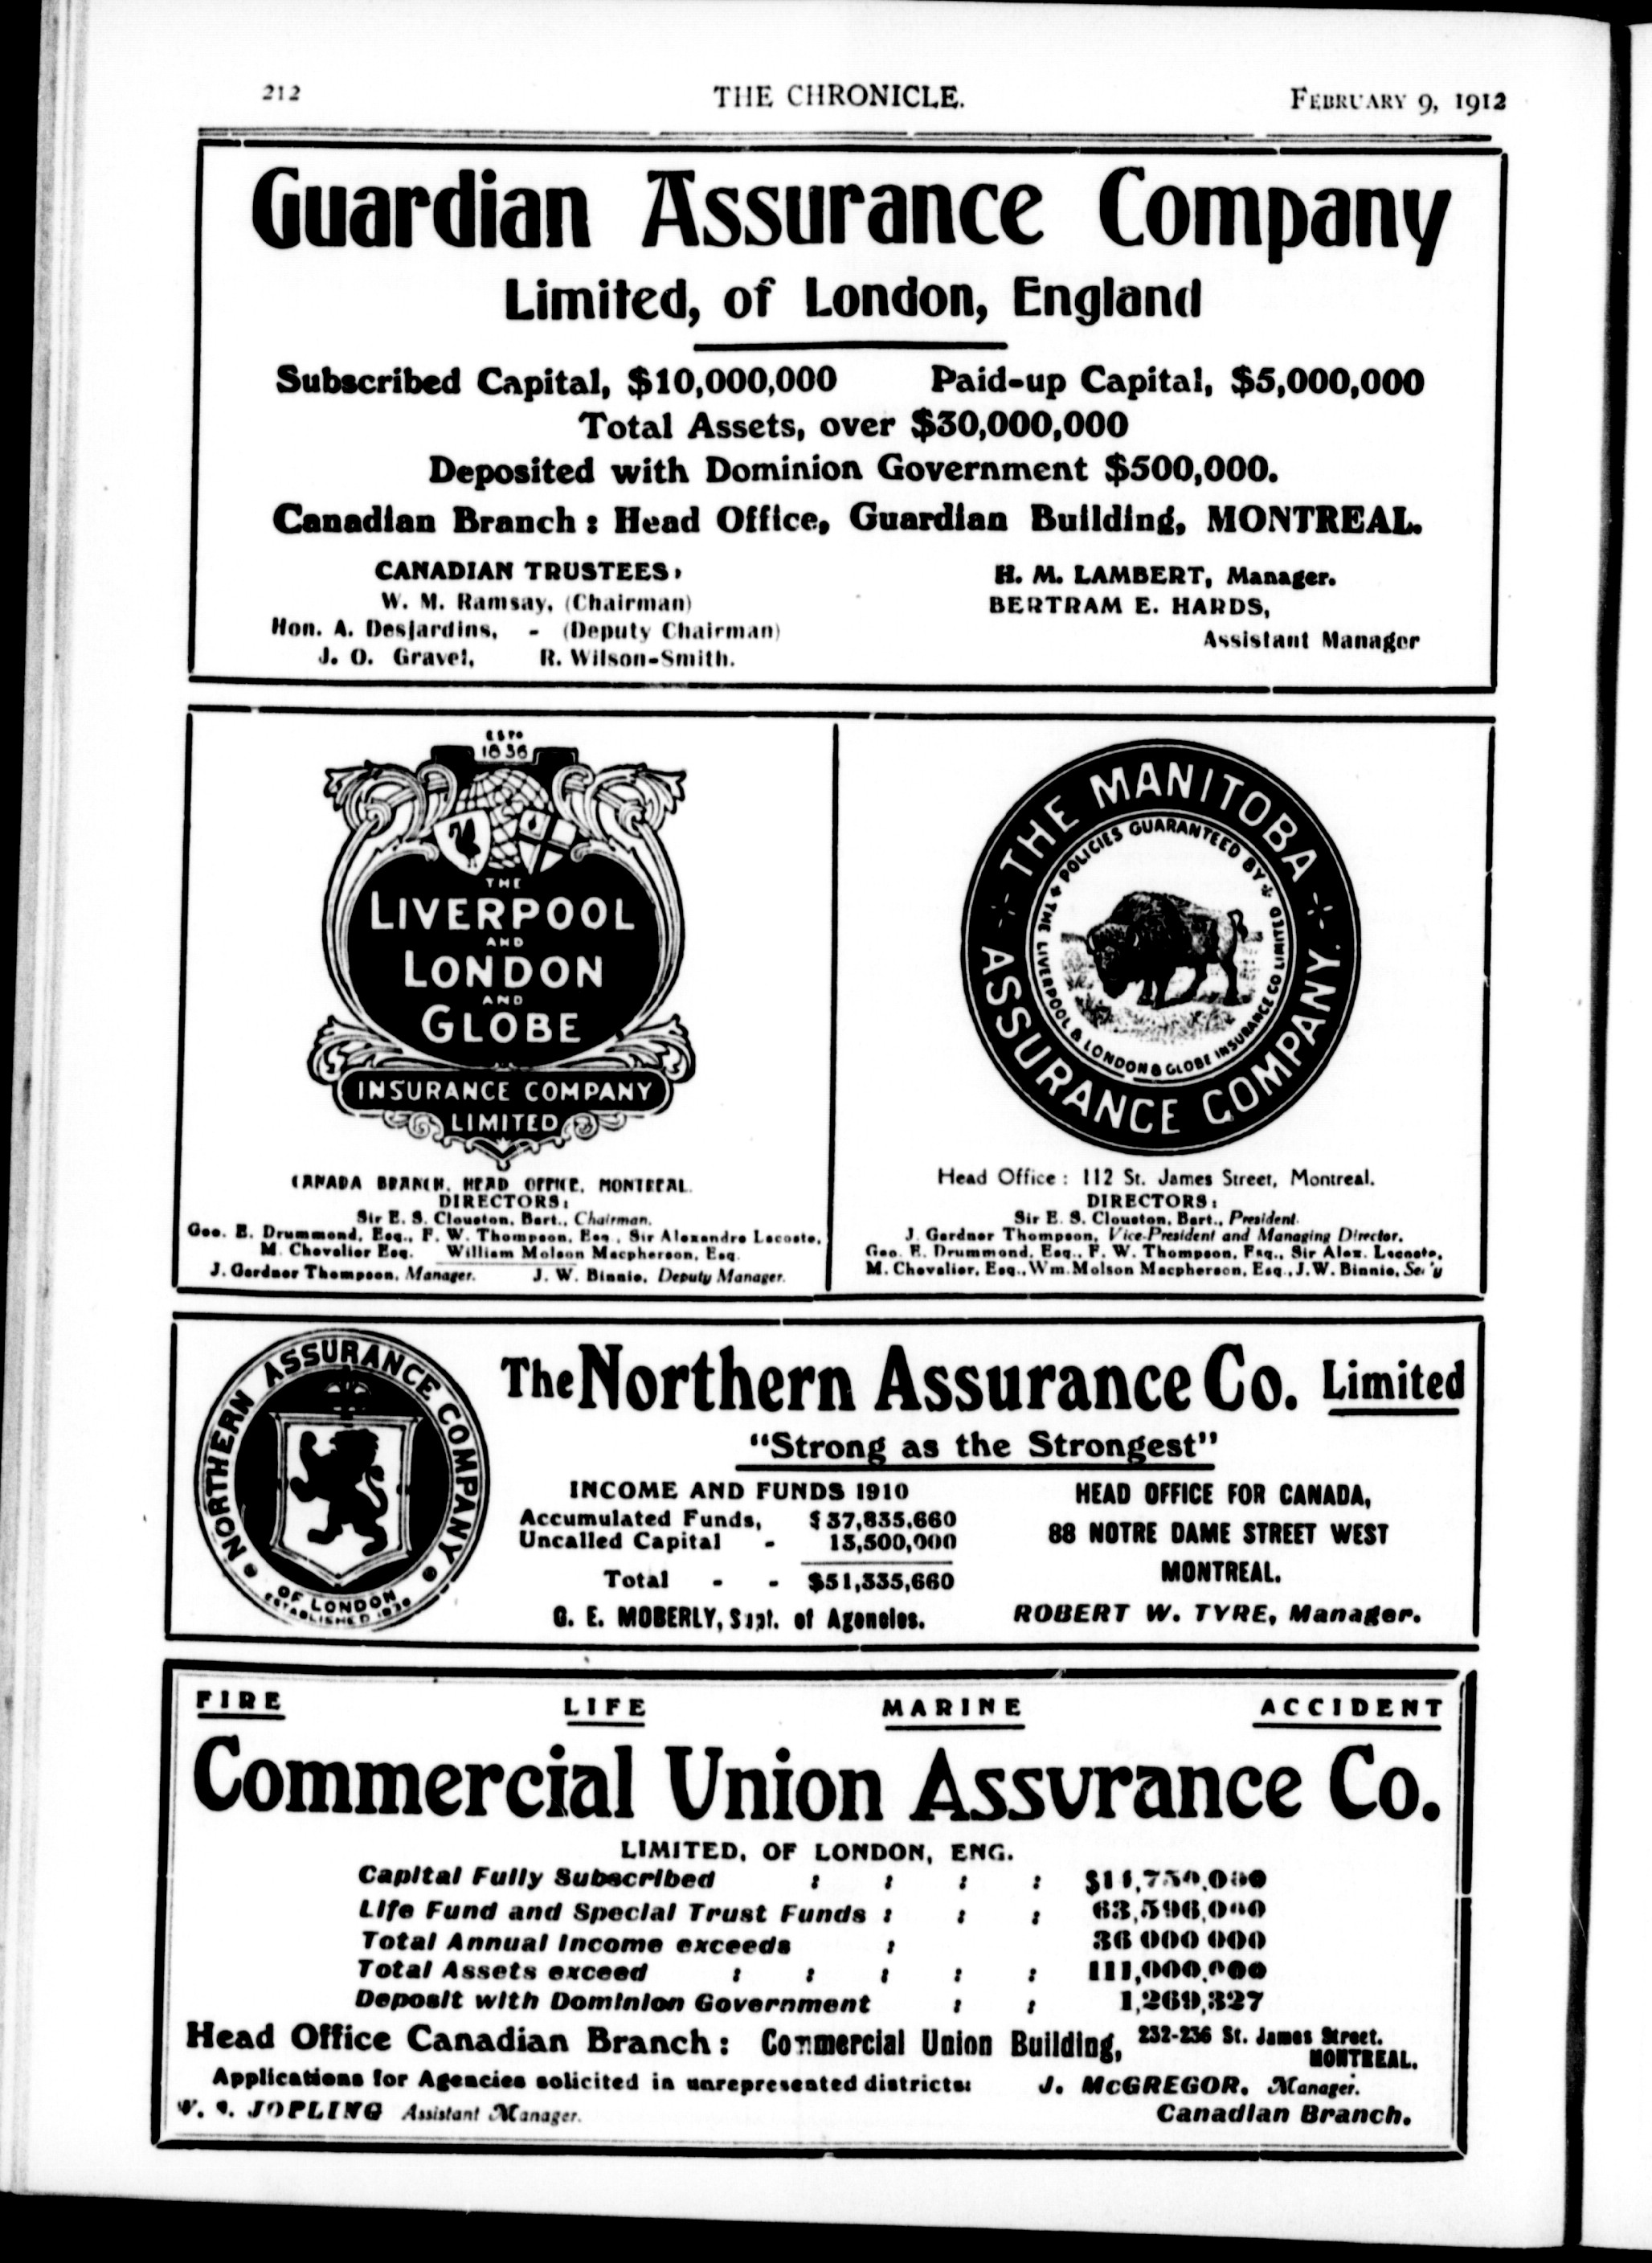 212 THE CHRONICLE. FEBRUARY 9, 1912
Guardian Assurance Company
Limited, of London, England
Subscribed Capital, $10,000,000 Paid-up Capital, $5,000,000
Total Assets, over $30,000,000
Deposited with Dominion Government $500,000.
Canadian Branch: Head Office, Guardian Building, MONTREAL.
CANADIAN TRUSTEES:
W. M. Ramsay, (Chairman)
Hon. A. Desjardins, - (Deputy Chairman)
J. O. Gravel, R. Wilson-Smith.
H. M. LAMBERT, Manager.
BERTRAM E. HARDS,
Assistant Manager
ESTD
1836
THE
LIVERPOOL
AND
LONDON
AND
GLOBE
INSURANCE COMPANY
LIMITED
CANADA BRANCH, HEAD OFFICE, MONTREAL.
DIRECTORS:
Sir E. S. Clouston, Bart., Chairman.
Geo. E. Drummond, Esq., F. W. Thompson, Esq., Sir Alexandre Lacoste,
M. Chevalier Esq. William Molson Macpherson, Esq.
J. Gardner Thompson, Manager. J. W. Binnie, Deputy Manager.
THE MANITOBA
ASSURANCE COMPANY.
POLICIES GUARANTEED BY
THE LIVERPOOL & LONDON & GLOBE INSURANCE CO LIMITED
Head Office: 112 St. James Street, Montreal.
DIRECTORS:
Sir E. S. Clouston, Bart., President.
J. Gardner Thompson, Vice-President and Managing Director.
Geo. E. Drummond, Esq., F. W. Thompson, Esq., Sir Alex. Lacoste,
M. Chevalier, Esq., Wm. Molson Macpherson, Esq., J. W. Binnie, Sec'y
NORTHERN ASSURANCE COMPANY
OF LONDON
ESTABLISHED 1836
The Northern Assurance Co. Limited
"Strong as the Strongest"
INCOME AND FUNDS 1910
Accumulated Funds, $37,835,660
Uncalled Capital - 13,500,000
Total - - $51,335,660
G. E. MOBERLY, Supt. of Agencies.
HEAD OFFICE FOR CANADA,
88 NOTRE DAME STREET WEST
MONTREAL.
ROBERT W. TYRE, Manager.
FIRE LIFE MARINE ACCIDENT
Commercial Union Assurance Co.
LIMITED, OF LONDON, ENG.
Capital Fully Subscribed : : : :
Life Fund and Special Trust Funds : : : 63,596,000
Total Annual Income exceeds : 36 000 000
Total Assets exceed : : : : : 111,000,000
Deposit with Dominion Government : : 1,269,327
Head Office Canadian Branch: Commercial Union Building, 232-236 St. James Street.
MONTREAL.
Applications for Agencies solicited in unrepresented districts: J. McGREGOR, Manager.
JOPLING Assistant Manager. Canadian Branch.